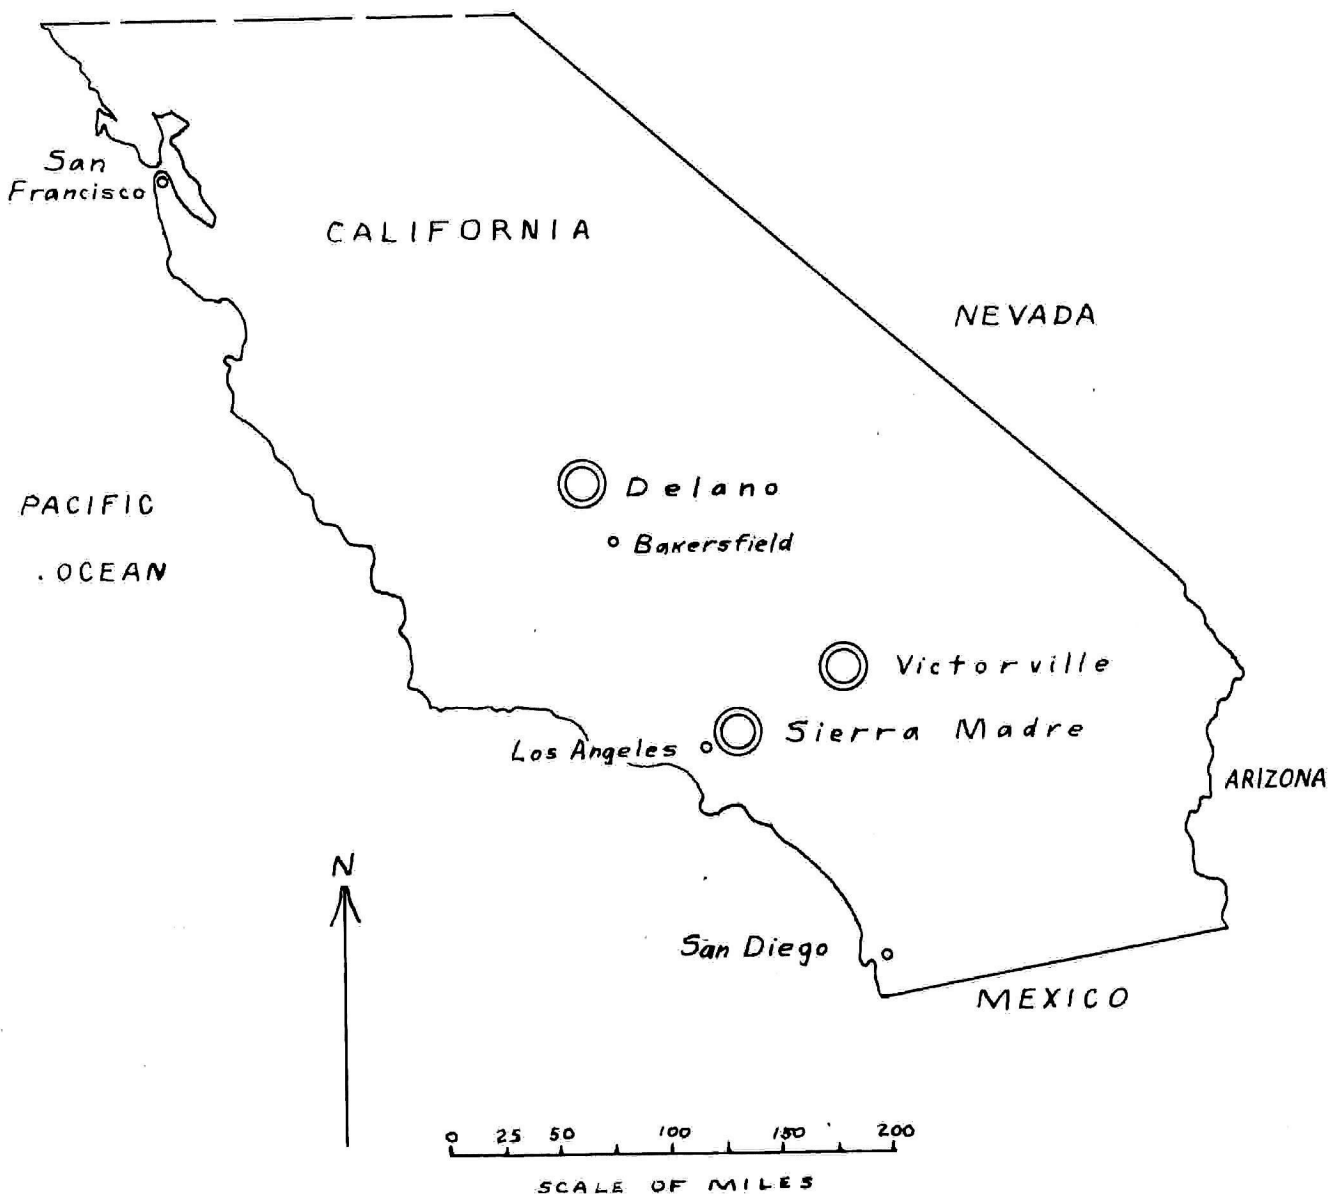 San
Francisco
CALIFORNIA
NEVADA
Delano
PACIFIC
OCEAN
Bakersfield
Victorville
Sierra Madre
Los Angeles
ARIZONA
N
San Diego
MEXICO
0 25 50 100 150 200
SCALE OF MILES